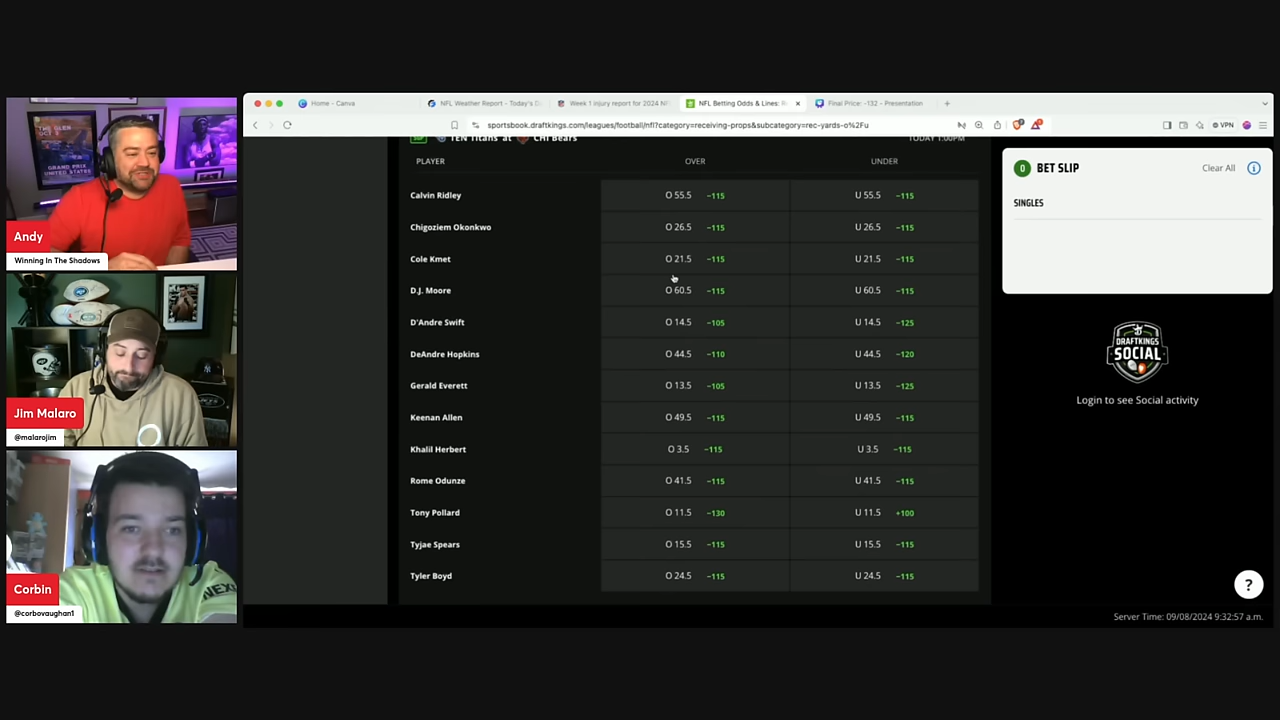 THE GLEN
GRAND PRIX
UNITED STATES
Andy
Winning In The Shadows
Jim Malaro
@malarojim
Corbin
@corbovaughan1
Home - Canva
NFL Weather Report - Today's D
Week 1 injury report for 2024 NF
NFL Betting Odds & Lines: R
Final Price: -132 - Presentation
sportsbook.draftkings.com/leagues/football/nfl?category=receiving-props&subcategory=rec-yards-o%2Fu
VPN
TEN Titans at CHI Bears
TODAY 1:00PM
PLAYER OVER UNDER
Calvin Ridley O 55.5 −115 U 55.5 −115
Chigoziem Okonkwo O 26.5 −115 U 26.5 −115
Cole Kmet O 21.5 −115 U 21.5 −115
D.J. Moore O 60.5 −115 U 60.5 −115
D'Andre Swift O 14.5 −105 U 14.5 −125
DeAndre Hopkins O 44.5 −110 U 44.5 −120
Gerald Everett O 13.5 −105 U 13.5 −125
Keenan Allen O 49.5 −115 U 49.5 −115
Khalil Herbert O 3.5 −115 U 3.5 −115
Rome Odunze O 41.5 −115 U 41.5 −115
Tony Pollard O 11.5 −130 U 11.5 +100
Tyjae Spears O 15.5 −115 U 15.5 −115
Tyler Boyd O 24.5 −115 U 24.5 −115
0 BET SLIP Clear All
SINGLES
DRAFTKINGS
SOCIAL
Login to see Social activity
?
Server Time: 09/08/2024 9:32:57 a.m.